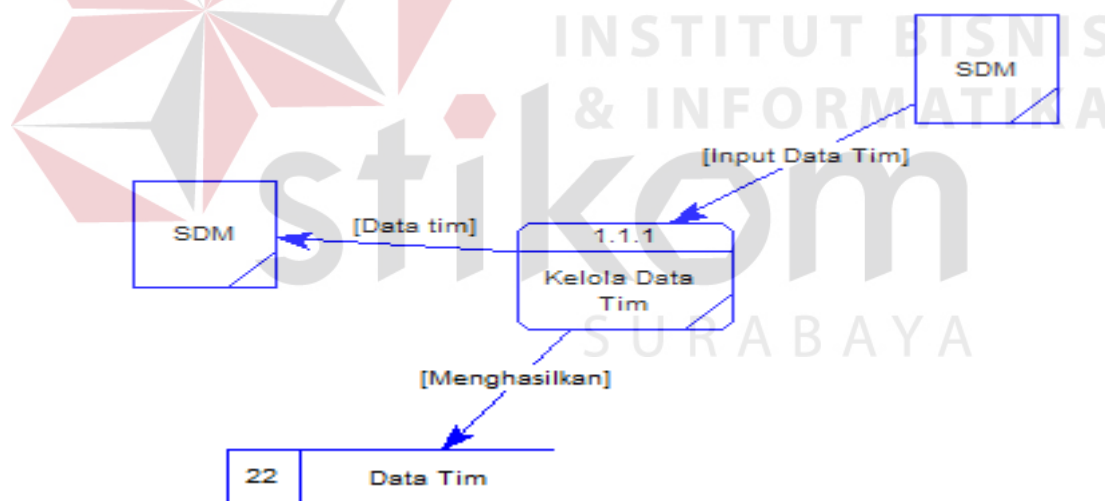 INSTITUT BISNIS
& INFORMATIKA
stikom
SURABAYA
SDM
[Input Data Tim]
SDM
[Data tim]
1.1.1
Kelola Data
Tim
[Menghasilkan]
22
Data Tim